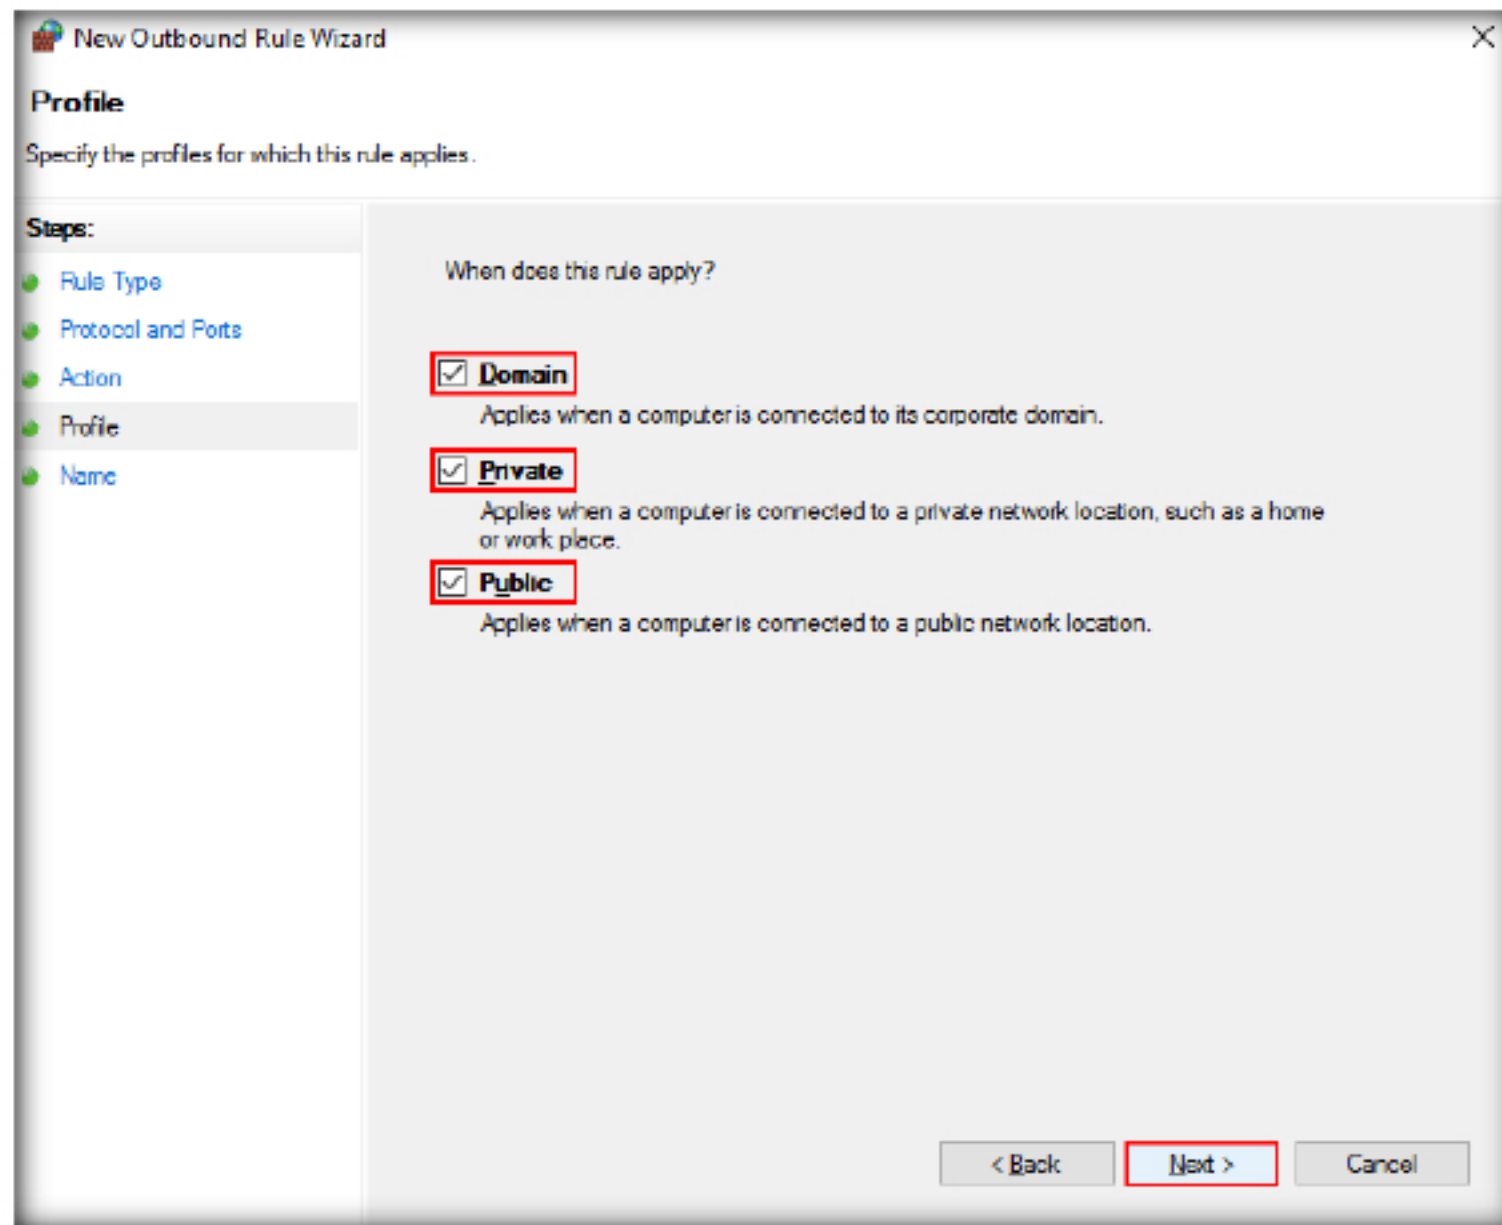 New Outbound Rule Wizard
Profile
Specify the profiles for which this rule applies.
Steps:
Rule Type
Protocol and Ports
Action
Profile
Name
When does this rule apply?
Domain
Applies when a computer is connected to its corporate domain.
Private
Applies when a computer is connected to a private network location, such as a home
or work place.
Public
Applies when a computer is connected to a public network location.
< Back
Next >
Cancel